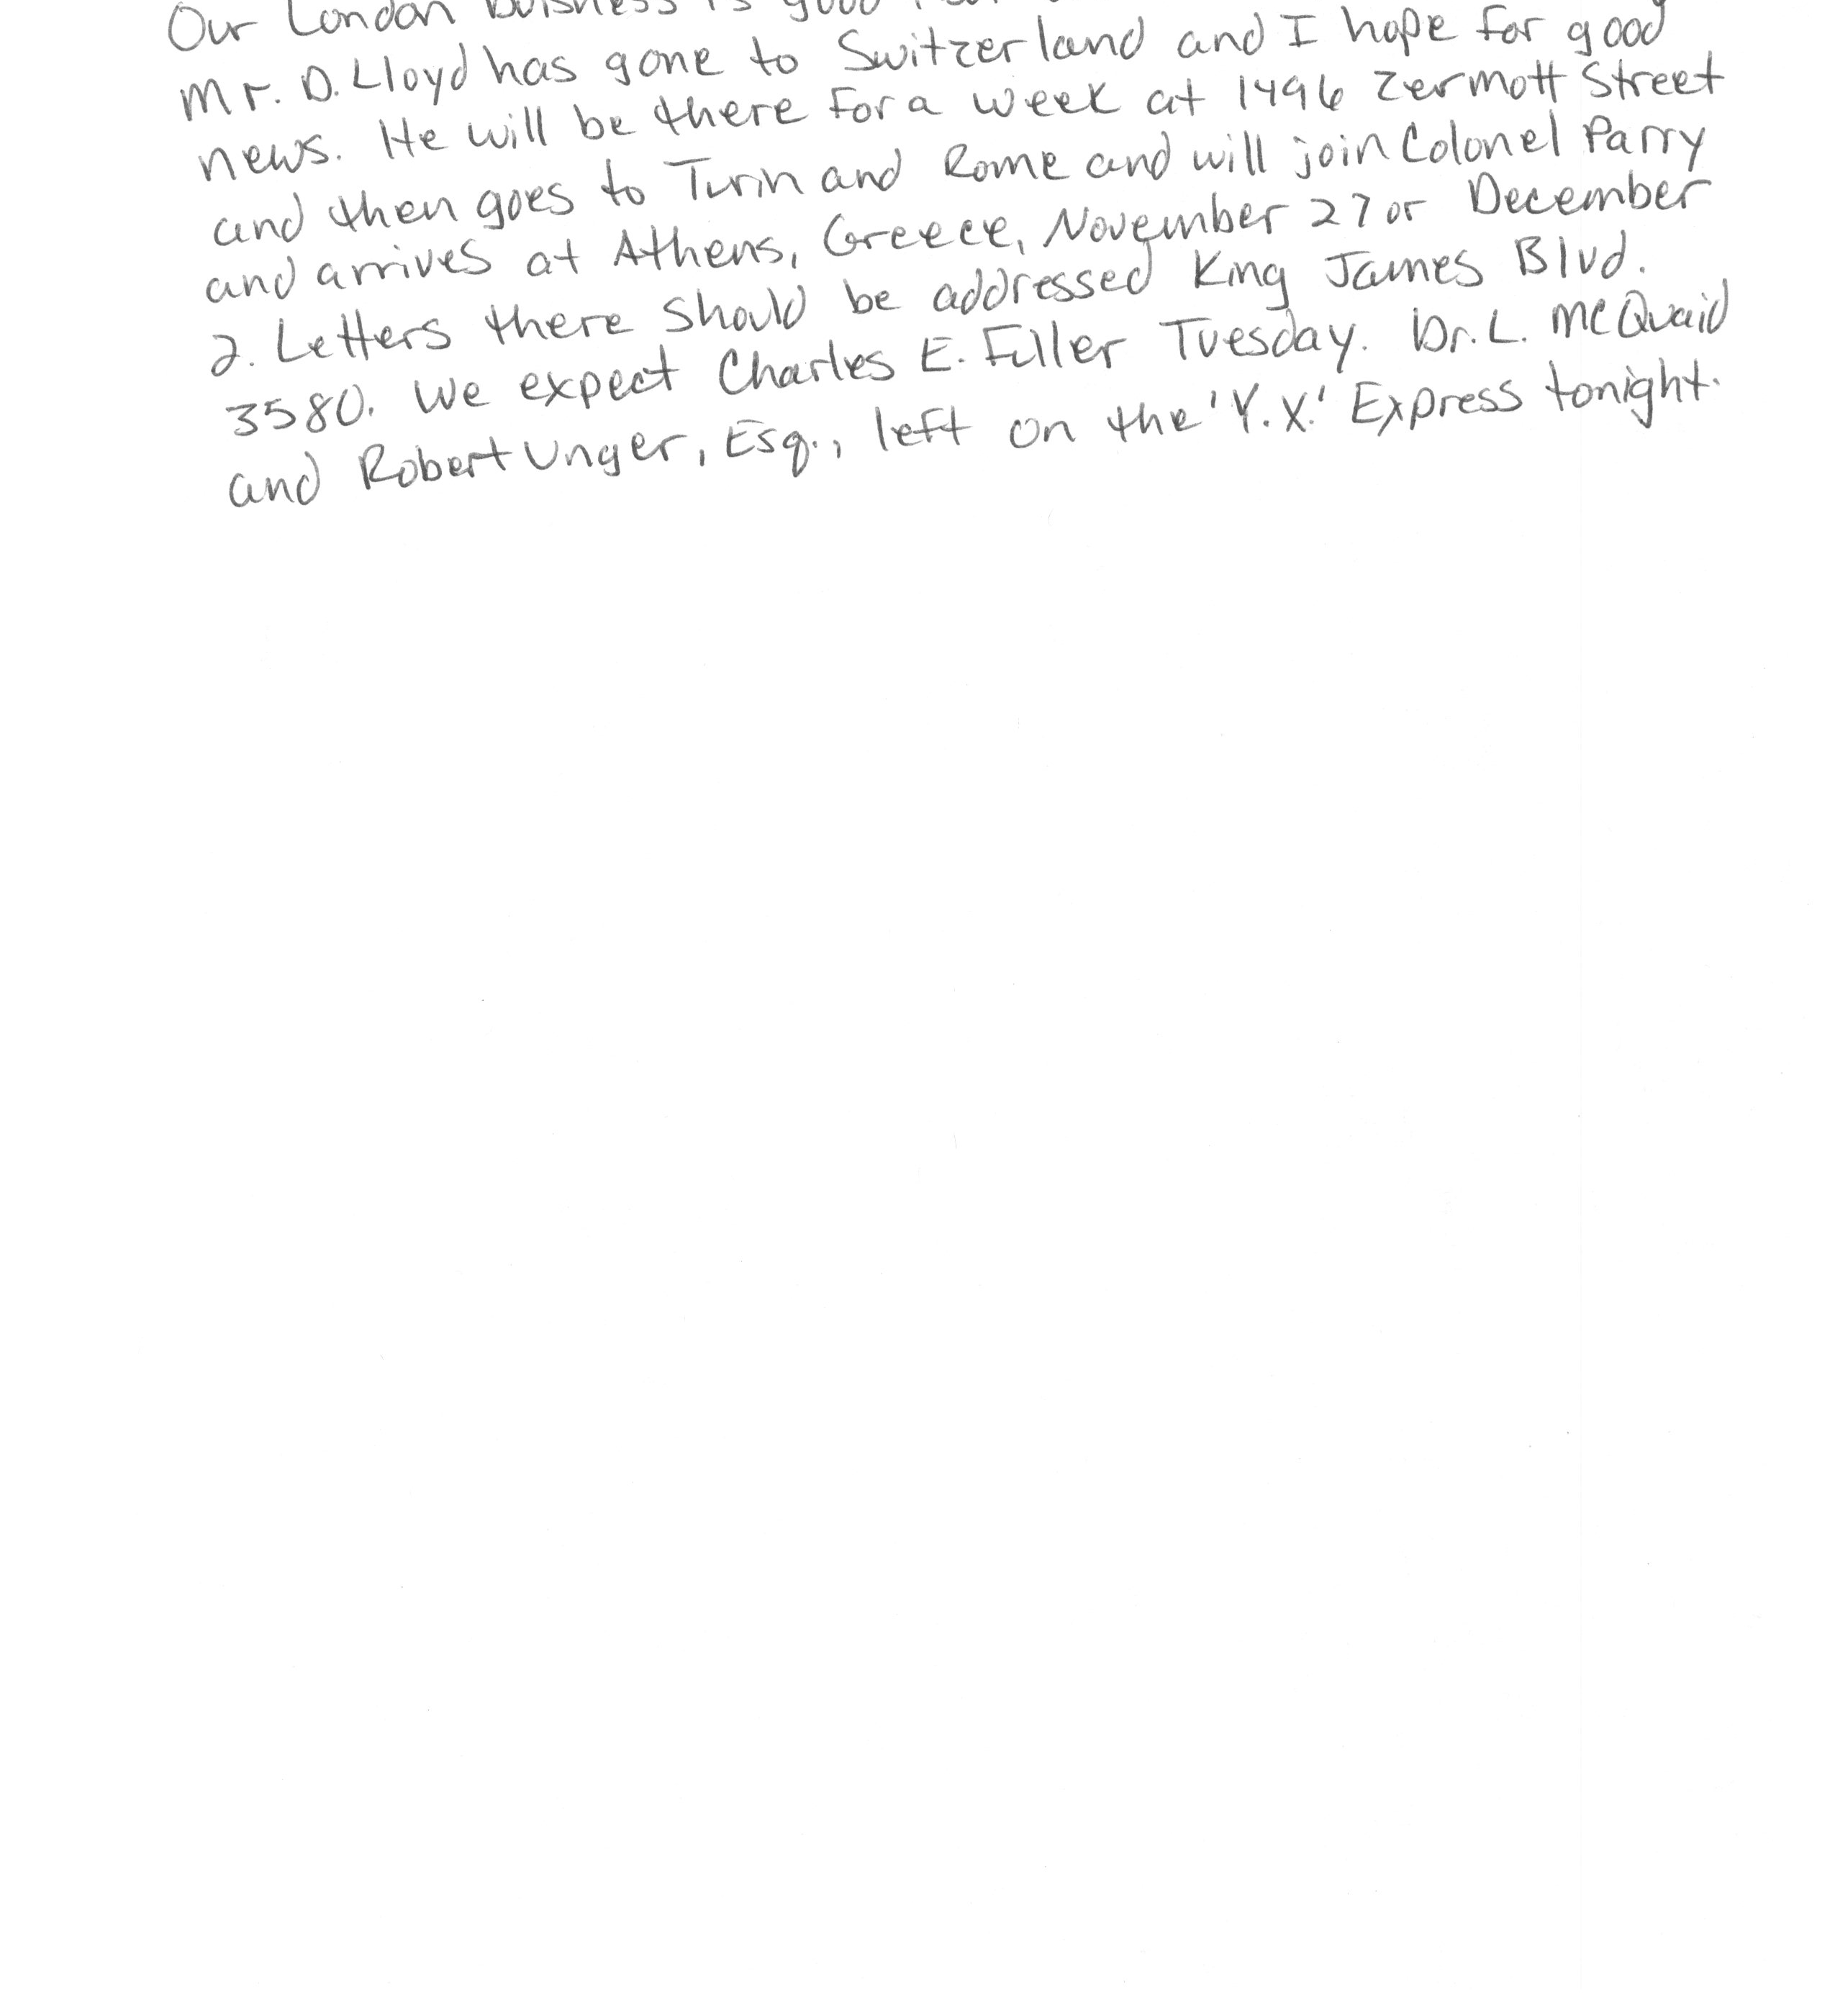 Our London buisness is good
Mr. D. Lloyd has gone to Switzerland and I hope for good
news. He will be there for a week at 1496 Zermott Street
and then goes to Turin and Rome and will join Colonel Parry
and arrives at Athens, Greece, November 27 or December
2. Letters there should be addressed King James Blvd.
3580. We expect Charles E. Fuller Tuesday. Dr. L. McQuaid
and Robert Unger, Esq., left on the 'Y.X.' Express tonight.